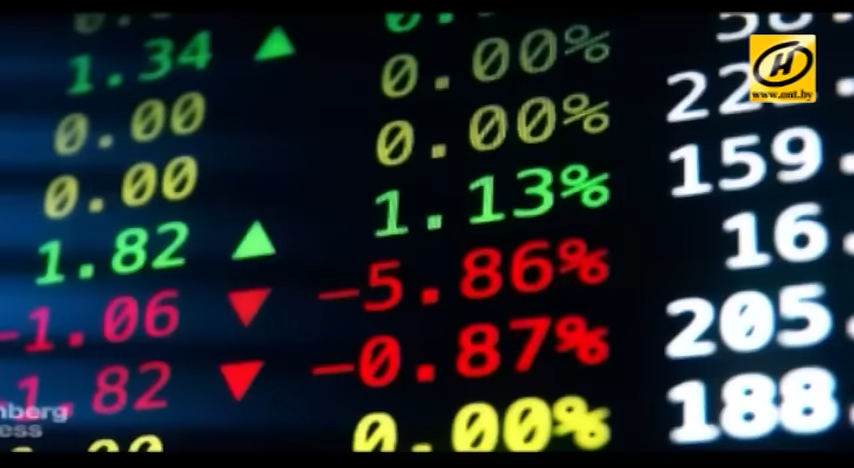 1.34 ▲ 0.00%
www.ont.by
0.00 0.00% 159.
0.00 1.13% 16.
1.82 ▲ -5.86% 205.
-1.06 ▼ -0.87% 188.
-1.82 ▼ 0.00%